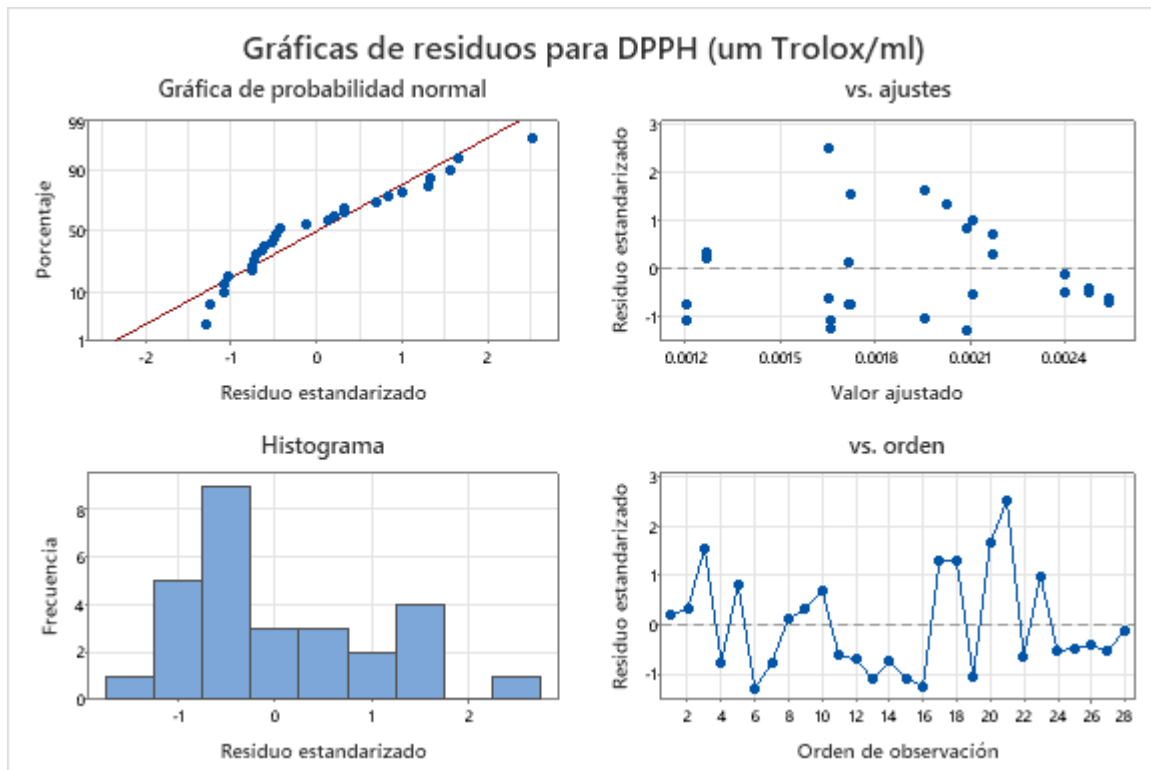 Gráficas de residuos para DPPH (um Trolox/ml)
Gráfica de probabilidad normal
99
90
50
10
1
Porcentaje
-2 -1 0 1 2
Residuo estandarizado
vs. ajustes
3
2
1
0
-1
Residuo estandarizado
0.0012 0.0015 0.0018 0.0021 0.0024
Valor ajustado
Histograma
8
6
4
2
0
Frecuencia
-1 0 1 2
Residuo estandarizado
vs. orden
3
2
1
0
-1
Residuo estandarizado
2 4 6 8 10 12 14 16 18 20 22 24 26 28
Orden de observación